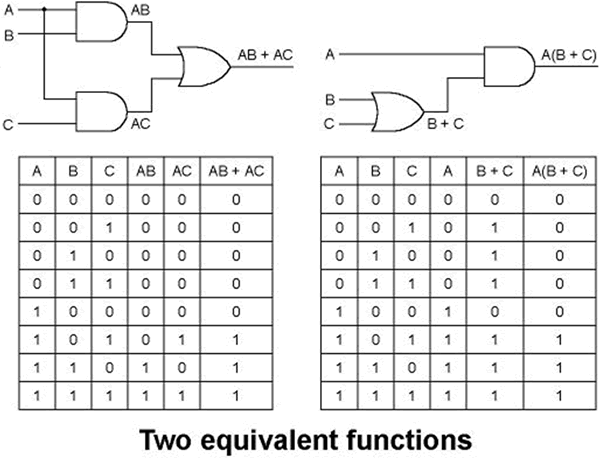 A AB
B
AB + AC
C AC
A A(B + C)
B
C B + C
A B C AB AC AB + AC
0 0 0 0 0 0
0 0 1 0 0 0
0 1 0 0 0 0
0 1 1 0 0 0
1 0 0 0 0 0
1 0 1 0 1 1
1 1 0 1 0 1
1 1 1 1 1 1
A B C A B + C A(B + C)
0 0 0 0 0 0
0 0 1 0 1 0
0 1 0 0 1 0
0 1 1 0 1 0
1 0 0 1 0 0
1 0 1 1 1 1
1 1 0 1 1 1
1 1 1 1 1 1
Two equivalent functions